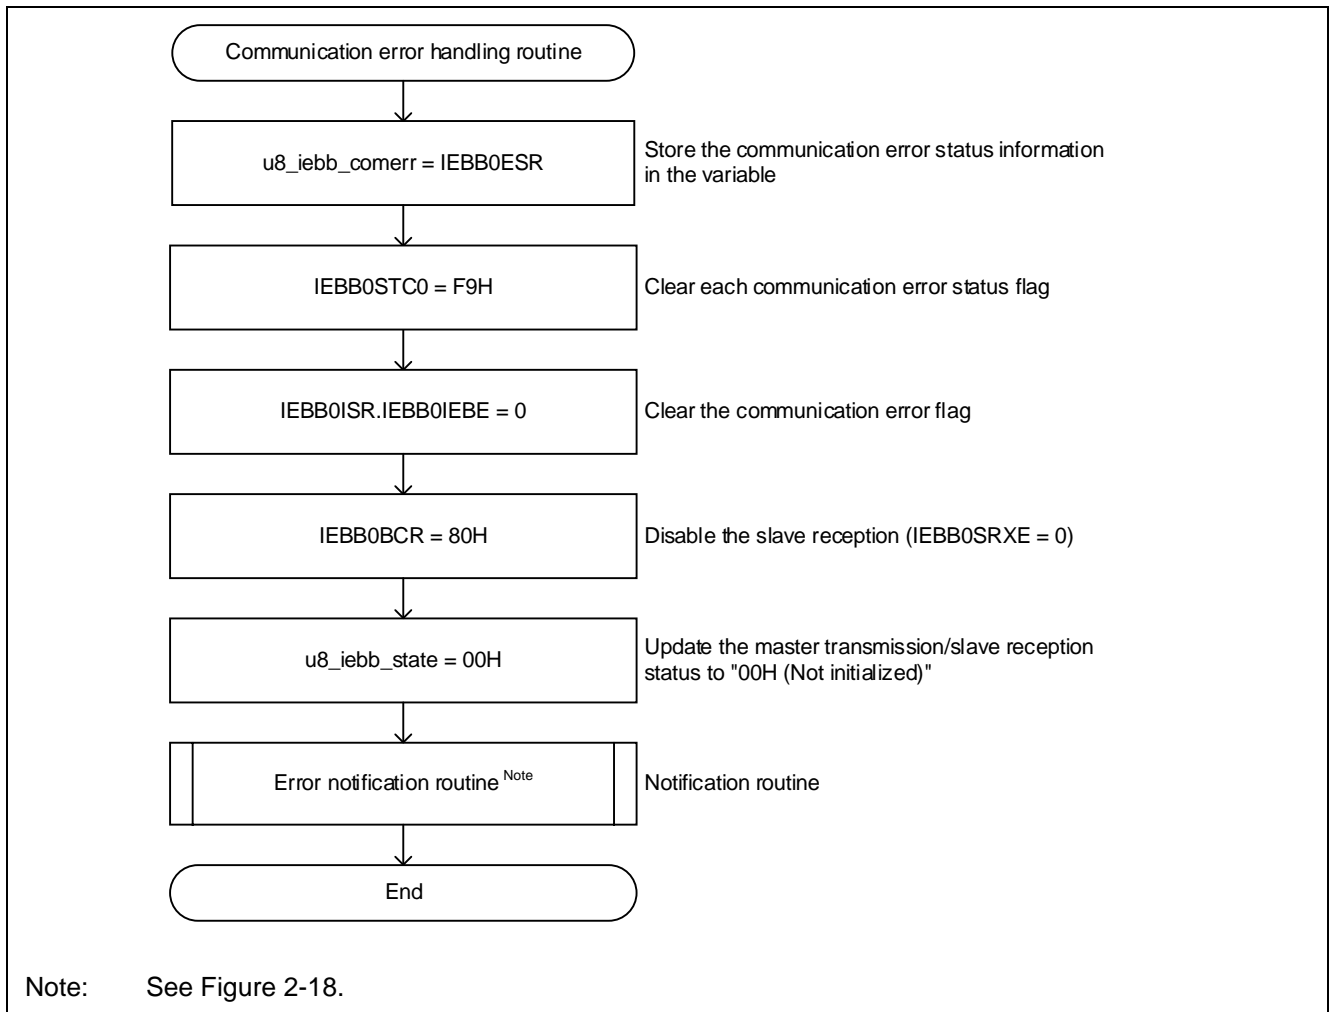 Communication error handling routine
u8_iebb_comerr = IEBB0ESR
Store the communication error status information
in the variable
IEBB0STC0 = F9H
Clear each communication error status flag
IEBB0ISR.IEBB0IEBE = 0
Clear the communication error flag
IEBB0BCR = 80H
Disable the slave reception (IEBB0SRXE = 0)
u8_iebb_state = 00H
Update the master transmission/slave reception
status to "00H (Not initialized)"
Error notification routine Note
Notification routine
End
Note: See Figure 2-18.